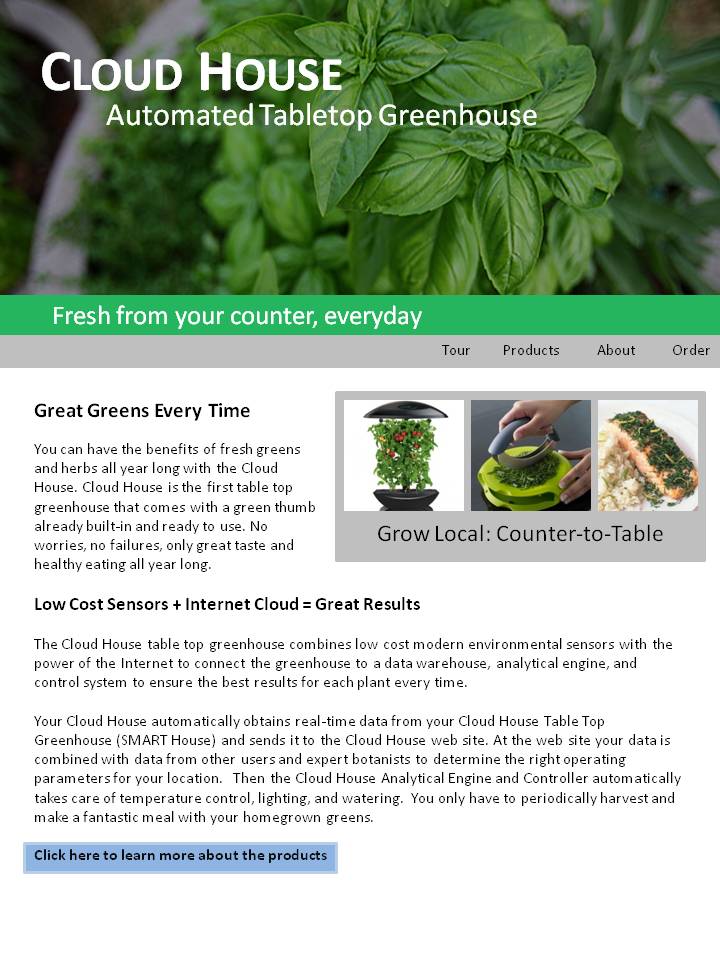 CLOUD HOUSE
Automated Tabletop Greenhouse
Fresh from your counter, everyday
Tour Products About Order
Great Greens Every Time
You can have the benefits of fresh greens
and herbs all year long with the Cloud
House. Cloud House is the first table top
greenhouse that comes with a green thumb
already built-in and ready to use. No
worries, no failures, only great taste and
healthy eating all year long.
Grow Local: Counter-to-Table
Low Cost Sensors + Internet Cloud = Great Results
The Cloud House table top greenhouse combines low cost modern environmental sensors with the
power of the Internet to connect the greenhouse to a data warehouse, analytical engine, and
control system to ensure the best results for each plant every time.
Your Cloud House automatically obtains real-time data from your Cloud House Table Top
Greenhouse (SMART House) and sends it to the Cloud House web site. At the web site your data is
combined with data from other users and expert botanists to determine the right operating
parameters for your location. Then the Cloud House Analytical Engine and Controller automatically
takes care of temperature control, lighting, and watering. You only have to periodically harvest and
make a fantastic meal with your homegrown greens.
Click here to learn more about the products